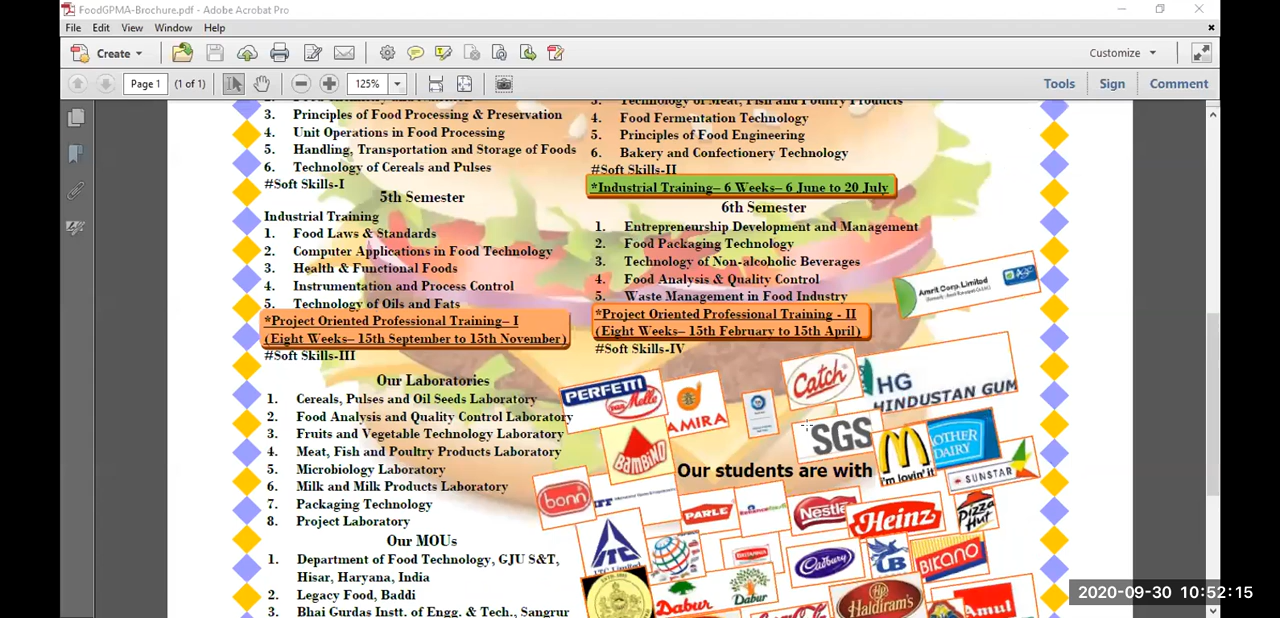 FoodGPMA-Brochure.pdf - Adobe Acrobat Pro
File Edit View Window Help
Create
Customize
Page 1 (1 of 1) 125%
Tools Sign Comment
3. Principles of Food Processing & Preservation
4. Unit Operations in Food Processing
5. Handling, Transportation and Storage of Foods
6. Technology of Cereals and Pulses
#Soft Skills-I
Technology of Meat, Fish and Poultry Products
4. Food Fermentation Technology
5. Principles of Food Engineering
6. Bakery and Confectionery Technology
#Soft Skills-II
*Industrial Training– 6 Weeks– 6 June to 20 July
5th Semester
Industrial Training
1. Food Laws & Standards
2. Computer Applications in Food Technology
3. Health & Functional Foods
4. Instrumentation and Process Control
5. Technology of Oils and Fats
*Project Oriented Professional Training– I
(Eight Weeks– 15th September to 15th November)
#Soft Skills-III
6th Semester
1. Entrepreneurship Development and Management
2. Food Packaging Technology
3. Technology of Non-alcoholic Beverages
4. Food Analysis & Quality Control
5. Waste Management in Food Industry
*Project Oriented Professional Training - II
(Eight Weeks– 15th February to 15th April)
#Soft Skills-IV
Our Laboratories
1. Cereals, Pulses and Oil Seeds Laboratory
2. Food Analysis and Quality Control Laboratory
3. Fruits and Vegetable Technology Laboratory
4. Meat, Fish and Poultry Products Laboratory
5. Microbiology Laboratory
6. Milk and Milk Products Laboratory
7. Packaging Technology
8. Project Laboratory
Our MOUs
1. Department of Food Technology, GJU S&T,
Hisar, Haryana, India
2. Legacy Food, Baddi
3. Bhai Gurdas Instt. of Engg. & Tech., Sangrur
Amrit Corp. Limited
Catch
HG
HINDUSTAN GUM
PERFETTI
van Melle
AMIRA
SGS
i'm lovin' it
OTHER
DAIRY
SUNSTAR
BAMBINO
Our students are with
bonn
PARLE
Nestle
Heinz
Pizza
Hut
ITC Limited
BRITANNIA
Cadbury
BIKANO
Dabur
Dabur
Haldiram's
Amul
2020-09-30 10:52:15